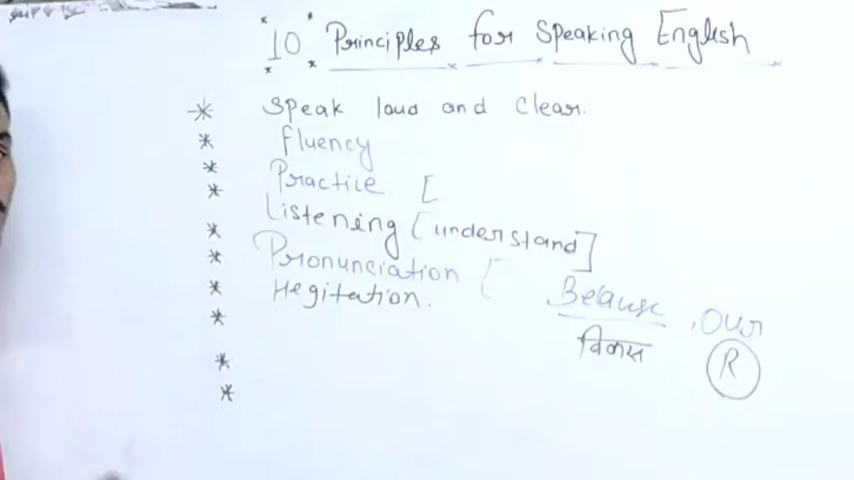 "10" Principles for Speaking English
* Speak loud and Clear.
* fluency
* Practice [
* Listening [understand]
* Pronunciation [
* Hegitation.
Because, Our
विकास
R
*
*
*
*